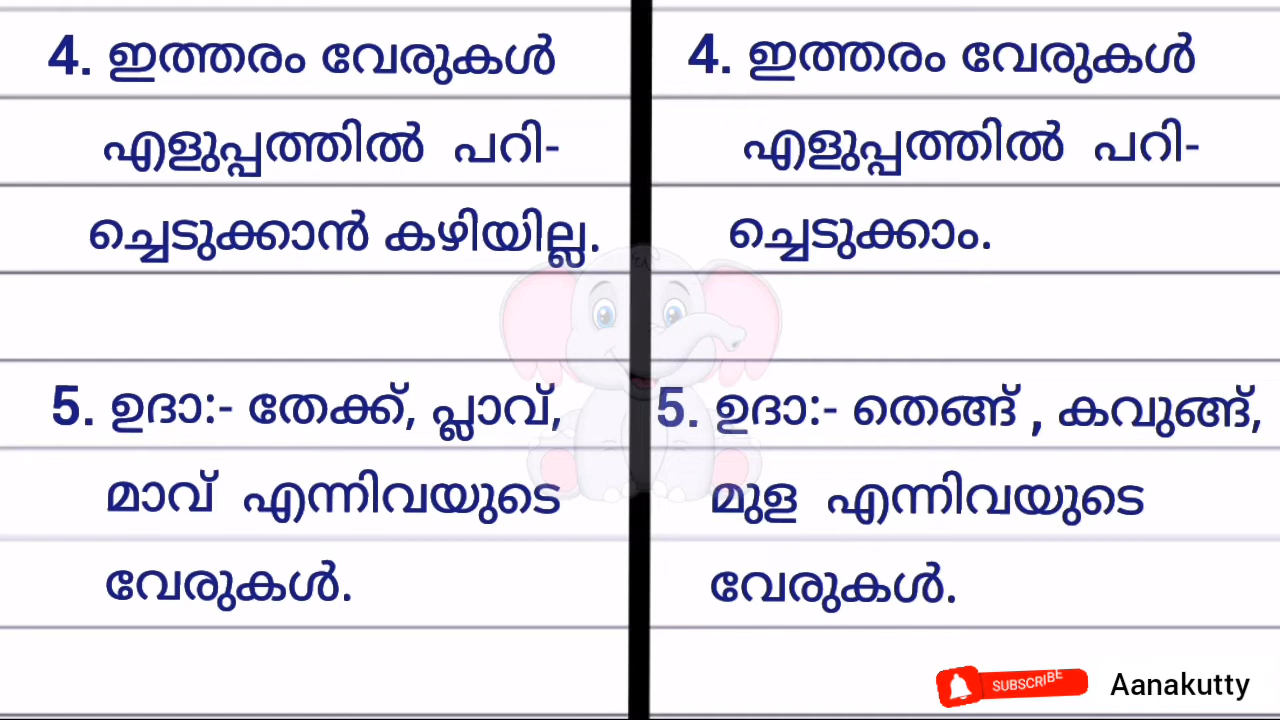 4. ഇത്തരം വേരുകൾ
എളുപ്പത്തിൽ പറി-
ച്ചെടുക്കാൻ കഴിയില്ല.
5. ഉദാ:- തേക്ക്, പ്ലാവ്,
മാവ് എന്നിവയുടെ
വേരുകൾ.
4. ഇത്തരം വേരുകൾ
എളുപ്പത്തിൽ പറി-
ച്ചെടുക്കാം.
5. ഉദാ:- തെങ്ങ് , കവുങ്ങ്,
മുള എന്നിവയുടെ
വേരുകൾ.
SUBSCRIBE
Aanakutty